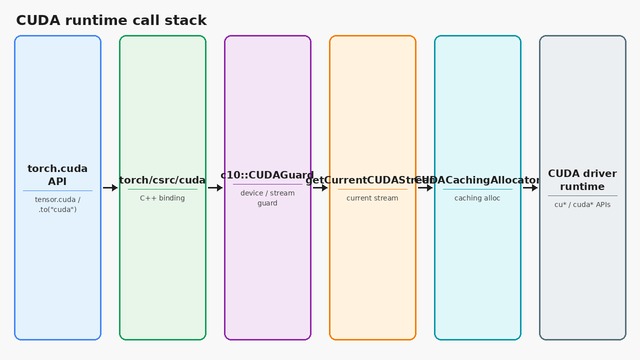 CUDA runtime call stack
torch.cuda
API
tensor.cuda /
.to("cuda")
torch/csrc/cuda
C++ binding
c10::CUDAGuard
device / stream
guard
getCurrentCUDAStream
current stream
CUDACachingAllocator
caching alloc
CUDA driver
runtime
cu* / cuda* APIs